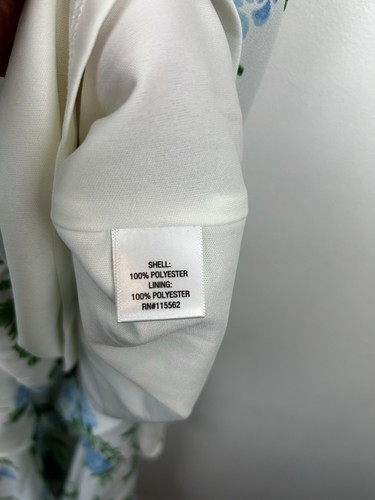 SHELL:
100% POLYESTER
LINING:
100% POLYESTER
RN#115562